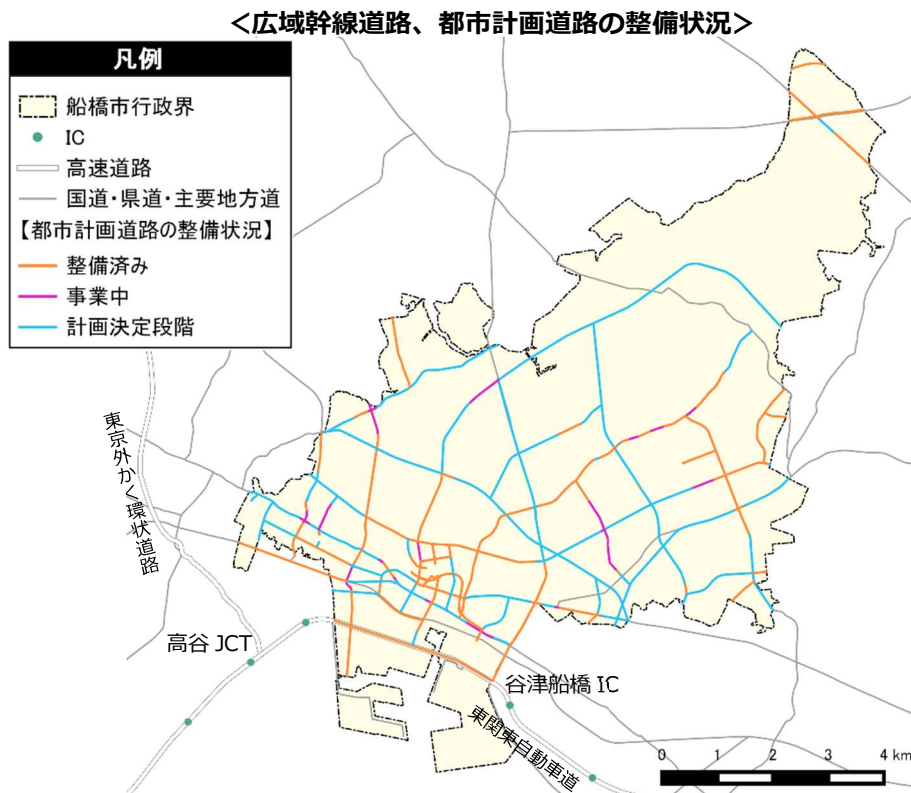 <広域幹線道路、都市計画道路の整備状況>
凡例
船橋市行政界
IC
高速道路
国道・県道・主要地方道
【都市計画道路の整備状況】
整備済み
事業中
計画決定段階
東京外かく環状道路
高谷 JCT
谷津船橋 IC
東関東自動車道
0 1 2 3 4 km